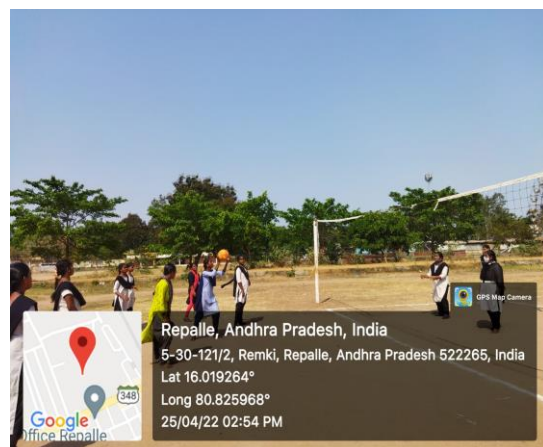 GPS Map Camera
Repalle, Andhra Pradesh, India
5-30-121/2, Remki, Repalle, Andhra Pradesh 522265, India
Lat 16.019264°
Long 80.825968°
25/04/22 02:54 PM
348
Google
Office Repalle